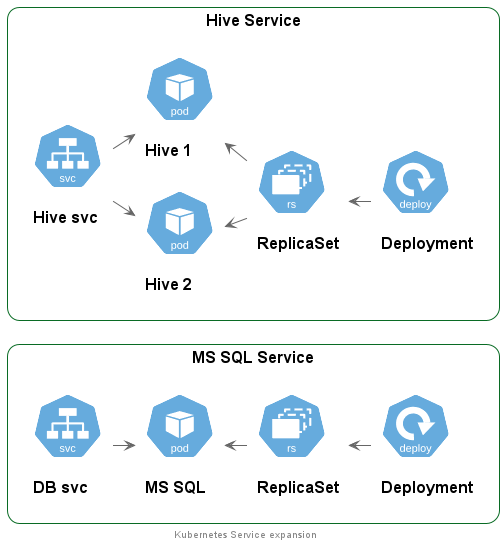 Hive Service
pod
Hive 1
svc
Hive svc
rs
ReplicaSet
deploy
Deployment
pod
Hive 2
MS SQL Service
svc
pod
rs
deploy
DB svc
MS SQL
ReplicaSet
Deployment
Kubernetes Service expansion